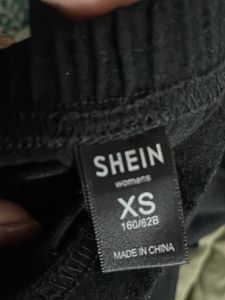 SHEIN
womens
XS
160/62B
MADE IN CHINA